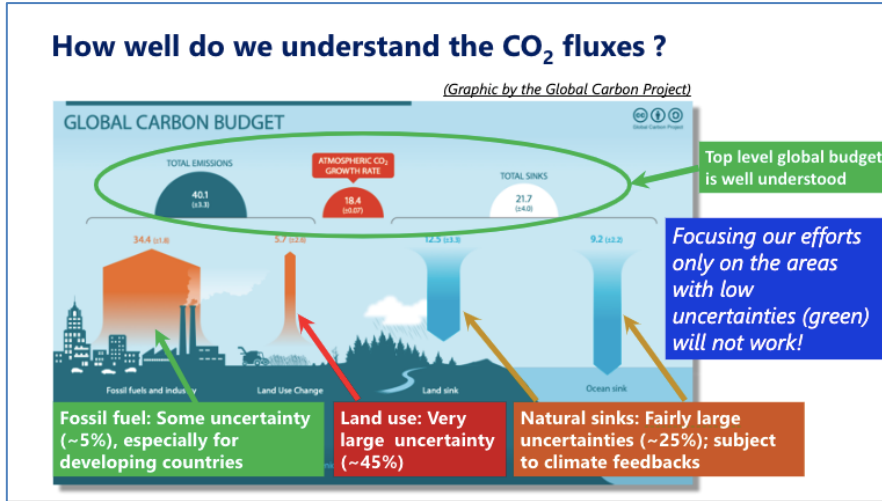 How well do we understand the CO₂ fluxes ?
(Graphic by the Global Carbon Project)
GLOBAL CARBON BUDGET
Global Carbon Project
TOTAL EMISSIONS
40.1
(±3.3)
ATMOSPHERIC CO₂
GROWTH RATE
18.4
(±0.07)
TOTAL SINKS
21.7
(±4.0)
Top level global budget
is well understood
34.4 (±1.8)
5.7 (±2.6)
12.5 (±3.3)
9.2 (±2.2)
Focusing our efforts
only on the areas
with low
uncertainties (green)
will not work!
Fossil fuels and industry
Land Use Change
Land sink
Ocean sink
Fossil fuel: Some uncertainty
(~5%), especially for
developing countries
Land use: Very
large uncertainty
(~45%)
Natural sinks: Fairly large
uncertainties (~25%); subject
to climate feedbacks